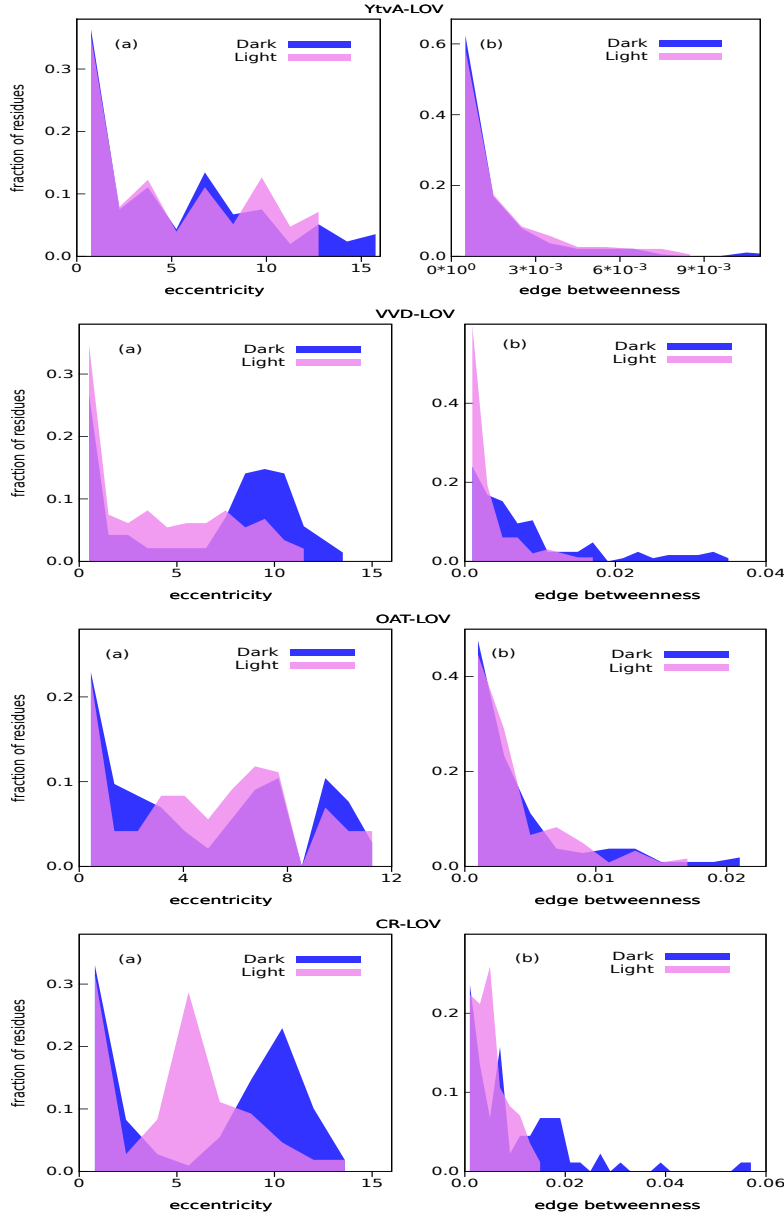 YtvA-LOV
(a)
Dark
Light
0.3
0.2
0.1
0.0
0 5 10 15
fraction of residues
eccentricity
(b)
Dark
Light
0.6
0.4
0.2
0.0
0*10⁰ 3*10⁻³ 6*10⁻³ 9*10⁻³
edge betweenness
VVD-LOV
(a)
Dark
Light
0.3
0.2
0.1
0.0
0 5 10 15
fraction of residues
eccentricity
(b)
Dark
Light
0.4
0.2
0.0
0.0 0.02 0.04
edge betweenness
OAT-LOV
(a)
Dark
Light
0.2
0.1
0.0
0 4 8 12
fraction of residues
eccentricity
(b)
Dark
Light
0.4
0.2
0.0
0.0 0.01 0.02
edge betweenness
CR-LOV
(a)
Dark
Light
0.3
0.2
0.1
0.0
0 5 10 15
fraction of residues
eccentricity
(b)
Dark
Light
0.2
0.1
0.0
0.0 0.02 0.04 0.06
edge betweenness